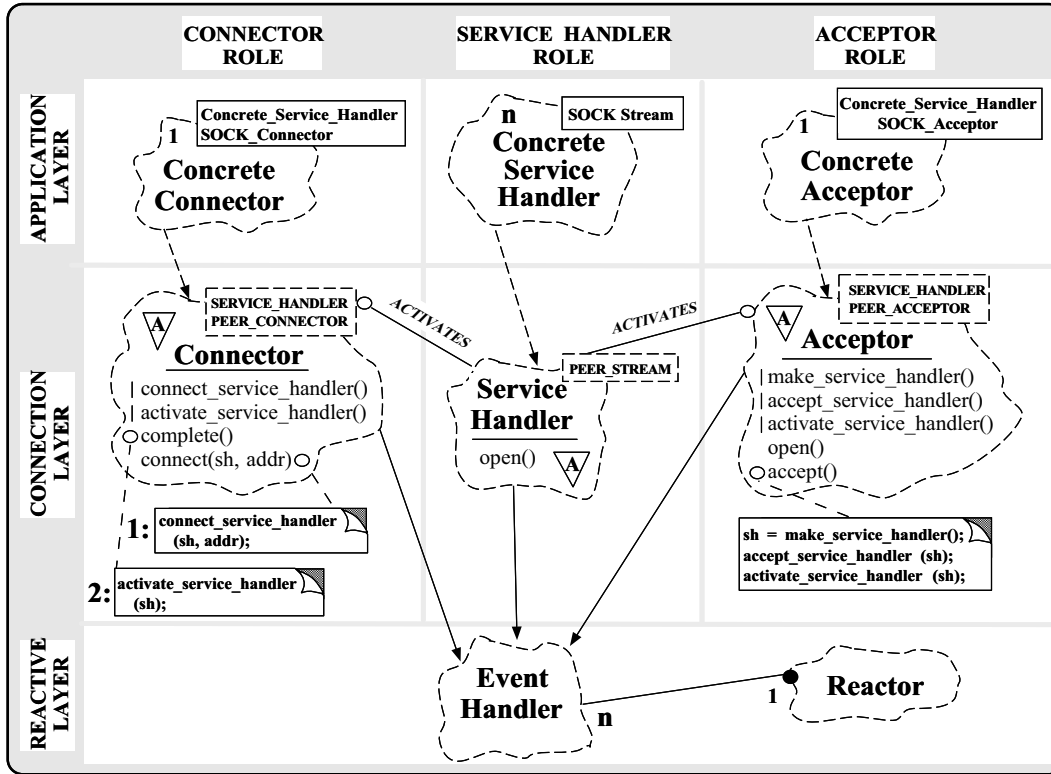 CONNECTOR
ROLE
SERVICE HANDLER
ROLE
ACCEPTOR
ROLE
APPLICATION
LAYER
Concrete_Service_Handler
SOCK_Connector
1
Concrete
Connector
SOCK Stream
n
Concrete
Service
Handler
Concrete_Service_Handler
SOCK_Acceptor
1
Concrete
Acceptor
CONNECTION
LAYER
SERVICE_HANDLER
PEER_CONNECTOR
A
Connector
connect_service_handler()
activate_service_handler()
complete()
connect(sh, addr)
1:
connect_service_handler
(sh, addr);
2:
activate_service_handler
(sh);
ACTIVATES
ACTIVATES
PEER_STREAM
Service
Handler
open()
A
SERVICE_HANDLER
PEER_ACCEPTOR
A
Acceptor
make_service_handler()
accept_service_handler()
activate_service_handler()
open()
accept()
sh = make_service_handler();
accept_service_handler (sh);
activate_service_handler (sh);
REACTIVE
LAYER
Event
Handler
n
1
Reactor